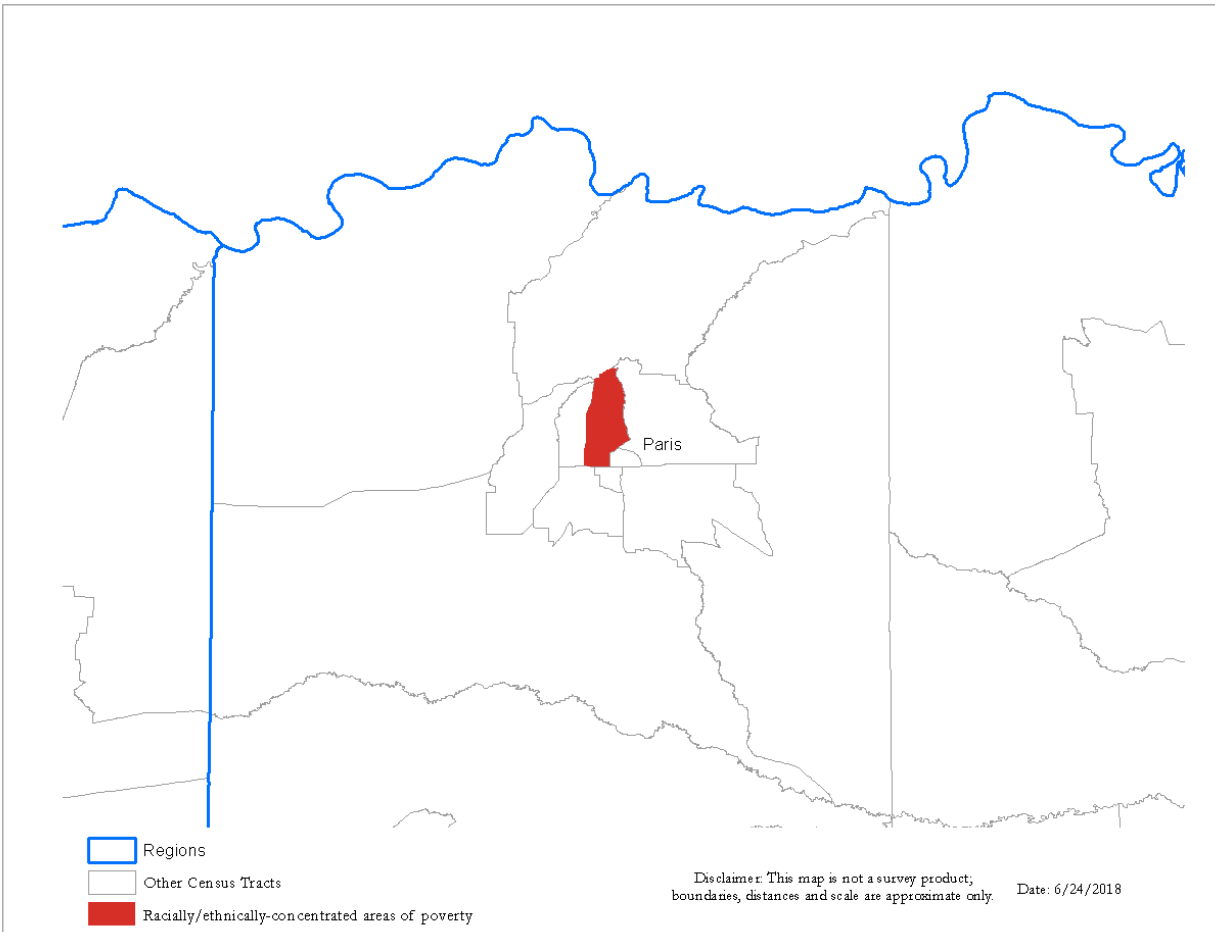 Paris
Regions
Other Census Tracts
Racially/ethnically-concentrated areas of poverty
Disclaimer: This map is not a survey product;
boundaries, distances and scale are approximate only.
Date: 6/24/2018